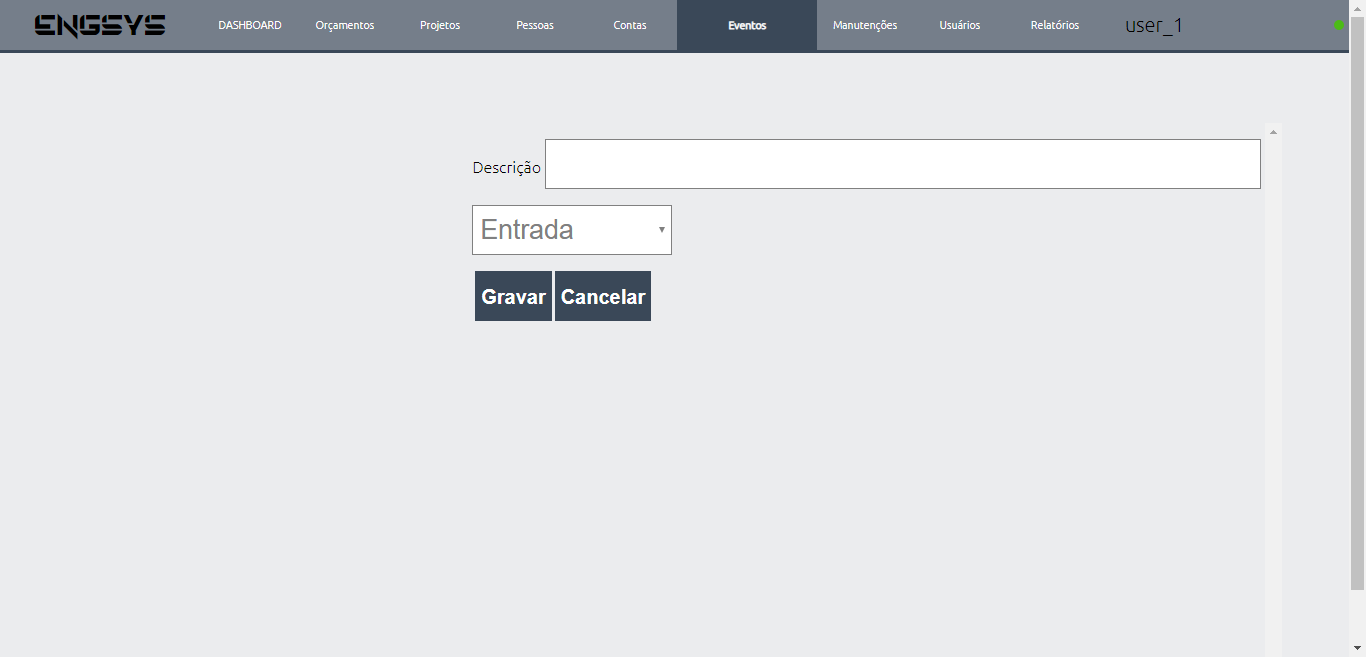 ENGSYS DASHBOARD Orçamentos Projetos Pessoas Contas Eventos Manutenções Usuários Relatórios user_1
Descrição
Entrada
Gravar Cancelar